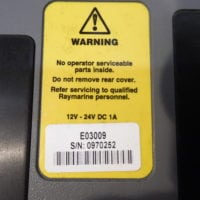 WARNING
No operator serviceable
parts inside.
Do not remove rear cover.
Refer servicing to qualified
Raymarine personnel.
12V - 24V DC 1A
E03009
S/N: 0970252